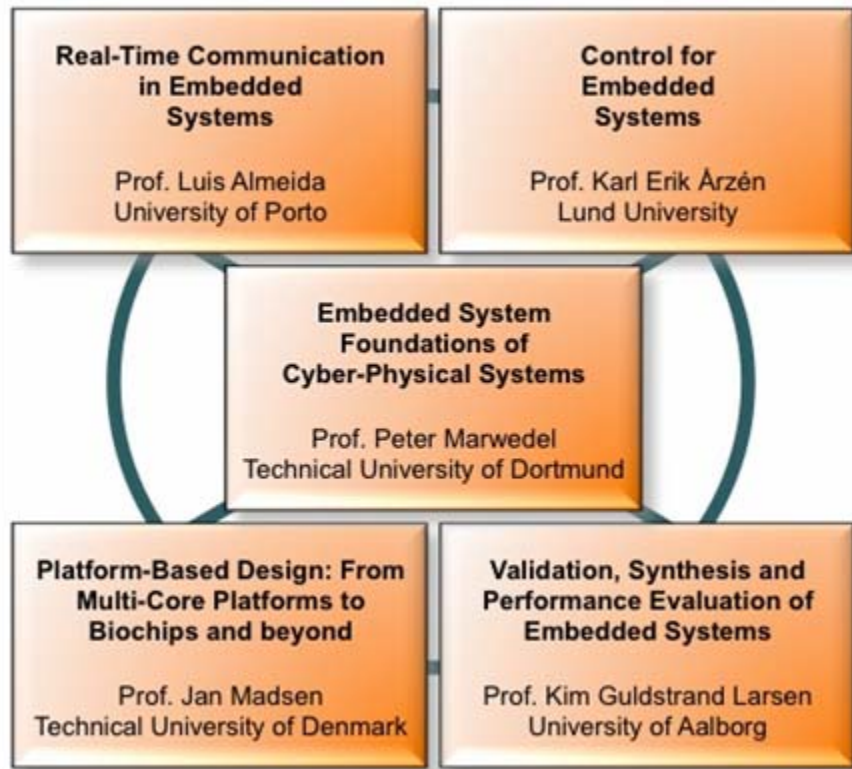 Real-Time Communication
in Embedded
Systems
Prof. Luis Almeida
University of Porto
Control for
Embedded
Systems
Prof. Karl Erik Årzén
Lund University
Embedded System
Foundations of
Cyber-Physical Systems
Prof. Peter Marwedel
Technical University of Dortmund
Platform-Based Design: From
Multi-Core Platforms to
Biochips and beyond
Prof. Jan Madsen
Technical University of Denmark
Validation, Synthesis and
Performance Evaluation of
Embedded Systems
Prof. Kim Guldstrand Larsen
University of Aalborg